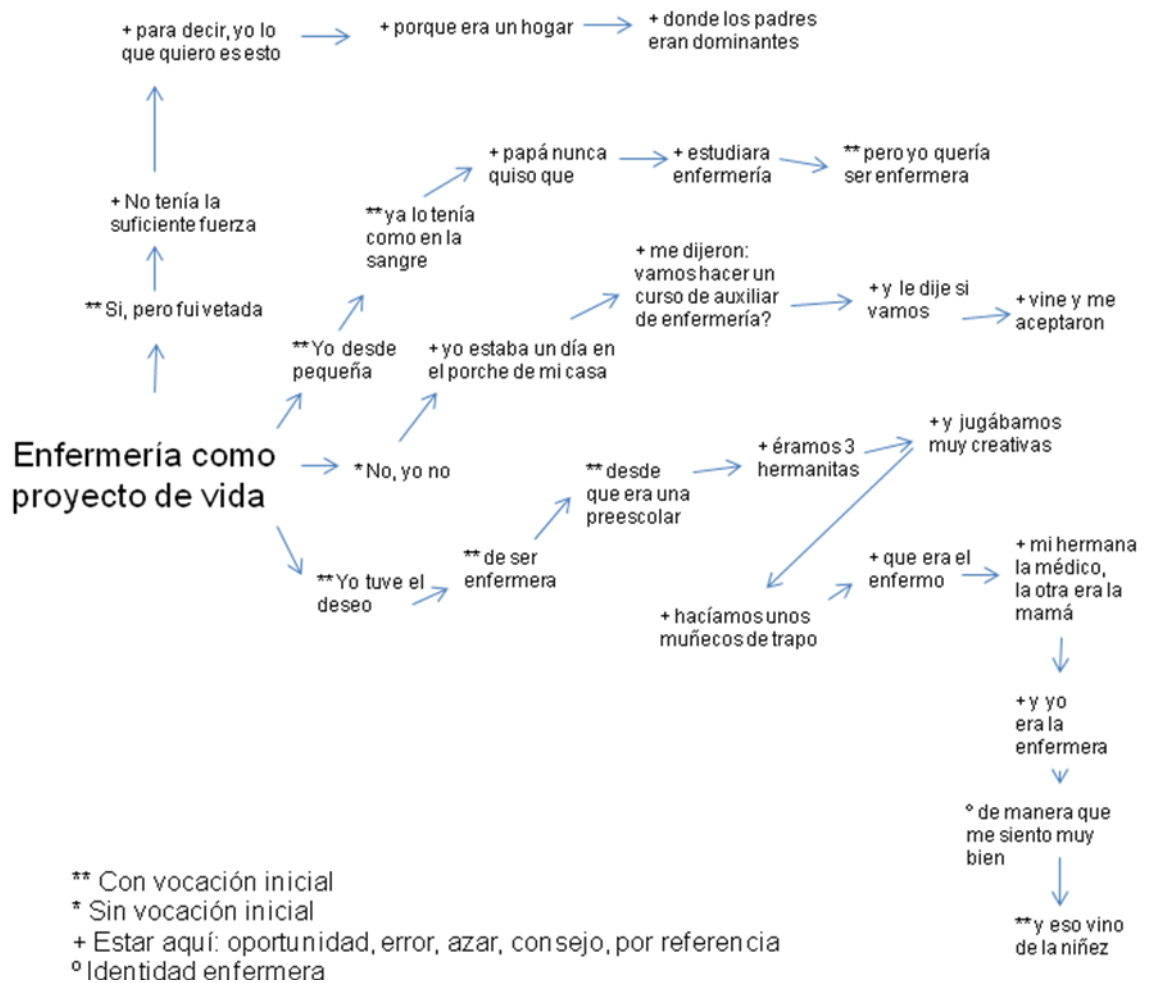 + para decir, yo lo
que quiero es esto
+ porque era un hogar
+ donde los padres
eran dominantes
+ No tenía la
suficiente fuerza
** Si, pero fui vetada
+ papá nunca
quiso que
+ estudiara
enfermería
** pero yo quería
ser enfermera
** ya lo tenía
como en la
sangre
** Yo desde
pequeña
+ me dijeron:
vamos hacer un
curso de auxiliar
de enfermería?
+ y le dije si
vamos
+ vine y me
aceptaron
+ yo estaba un día en
el porche de mi casa
Enfermería como
proyecto de vida
* No, yo no
** Yo tuve el
deseo
** de ser
enfermera
** desde
que era una
preescolar
+ éramos 3
hermanitas
+ y jugábamos
muy creativas
+ hacíamos unos
muñecos de trapo
+ que era el
enfermo
+ mi hermana
la médico,
la otra era la
mamá
+ y yo
era la
enfermera
º de manera que
me siento muy
bien
** y eso vino
de la niñez
** Con vocación inicial
* Sin vocación inicial
+ Estar aquí: oportunidad, error, azar, consejo, por referencia
º Identidad enfermera